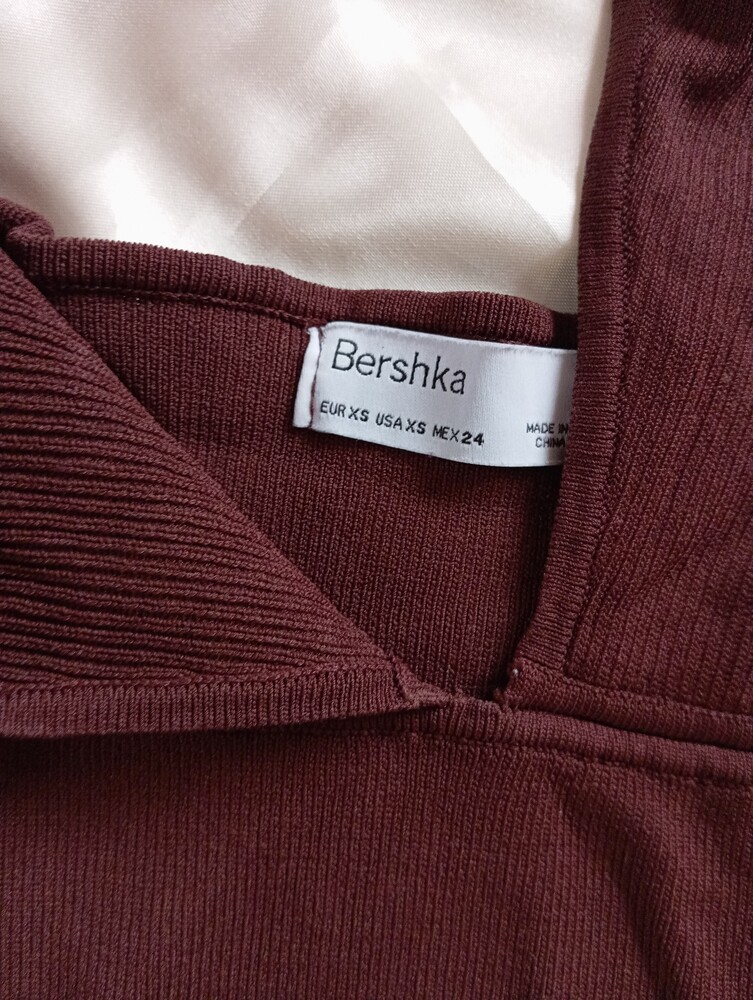 Bershka
EUR XS USA XS MEX 24
MADE IN
CHINA